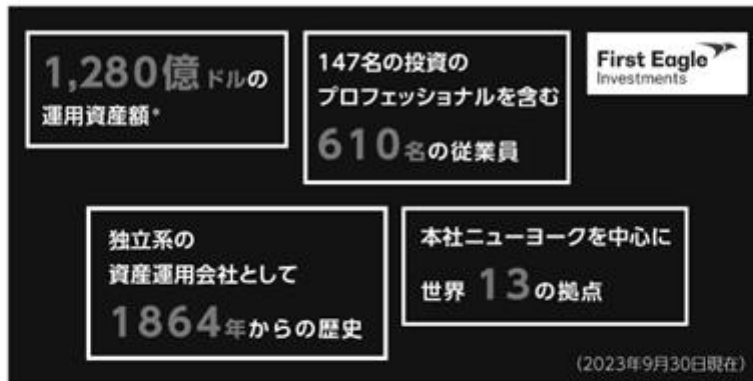 1,280億ドルの
運用資産額*
147名の投資の
プロフェッショナルを含む
610名の従業員
First Eagle
Investments
独立系の
資産運用会社として
1864年からの歴史
本社ニューヨークを中心に
世界 13の拠点
(2023年9月30日現在)